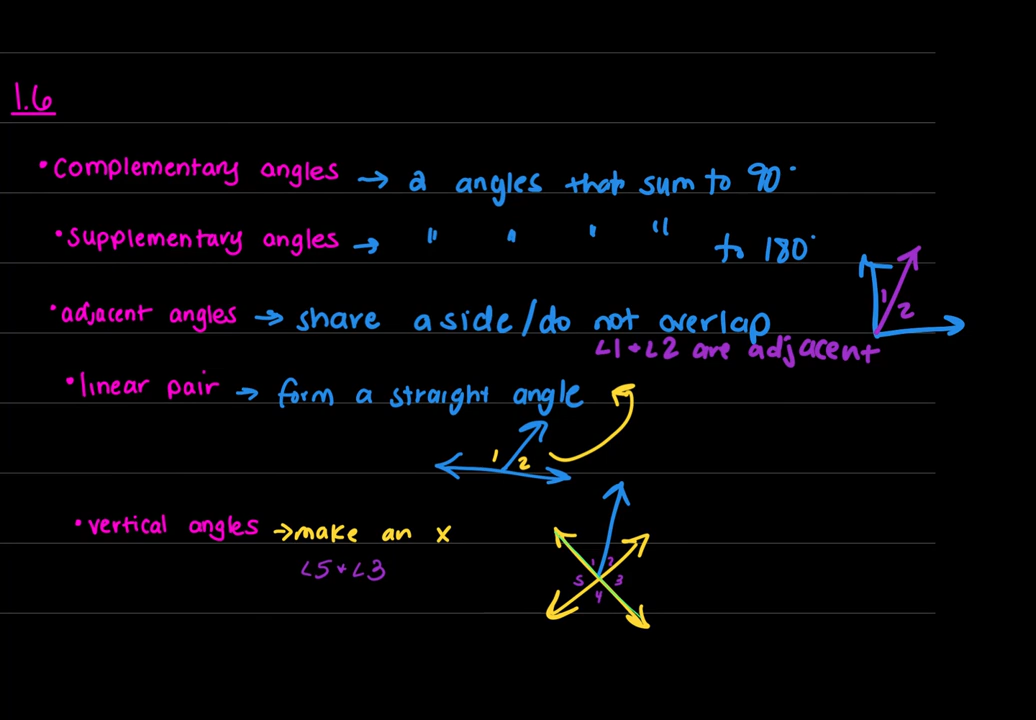 1.6
• Complementary angles → 2 angles that sum to 90°
• Supplementary angles → " " " " to 180°
• adjacent angles → share a side/do not overlap
1
2
∠1 + ∠2 are adjacent
• linear pair → form a straight angle
1 2
• vertical angles → make an x
∠5 + ∠3
1 2
5 3
4